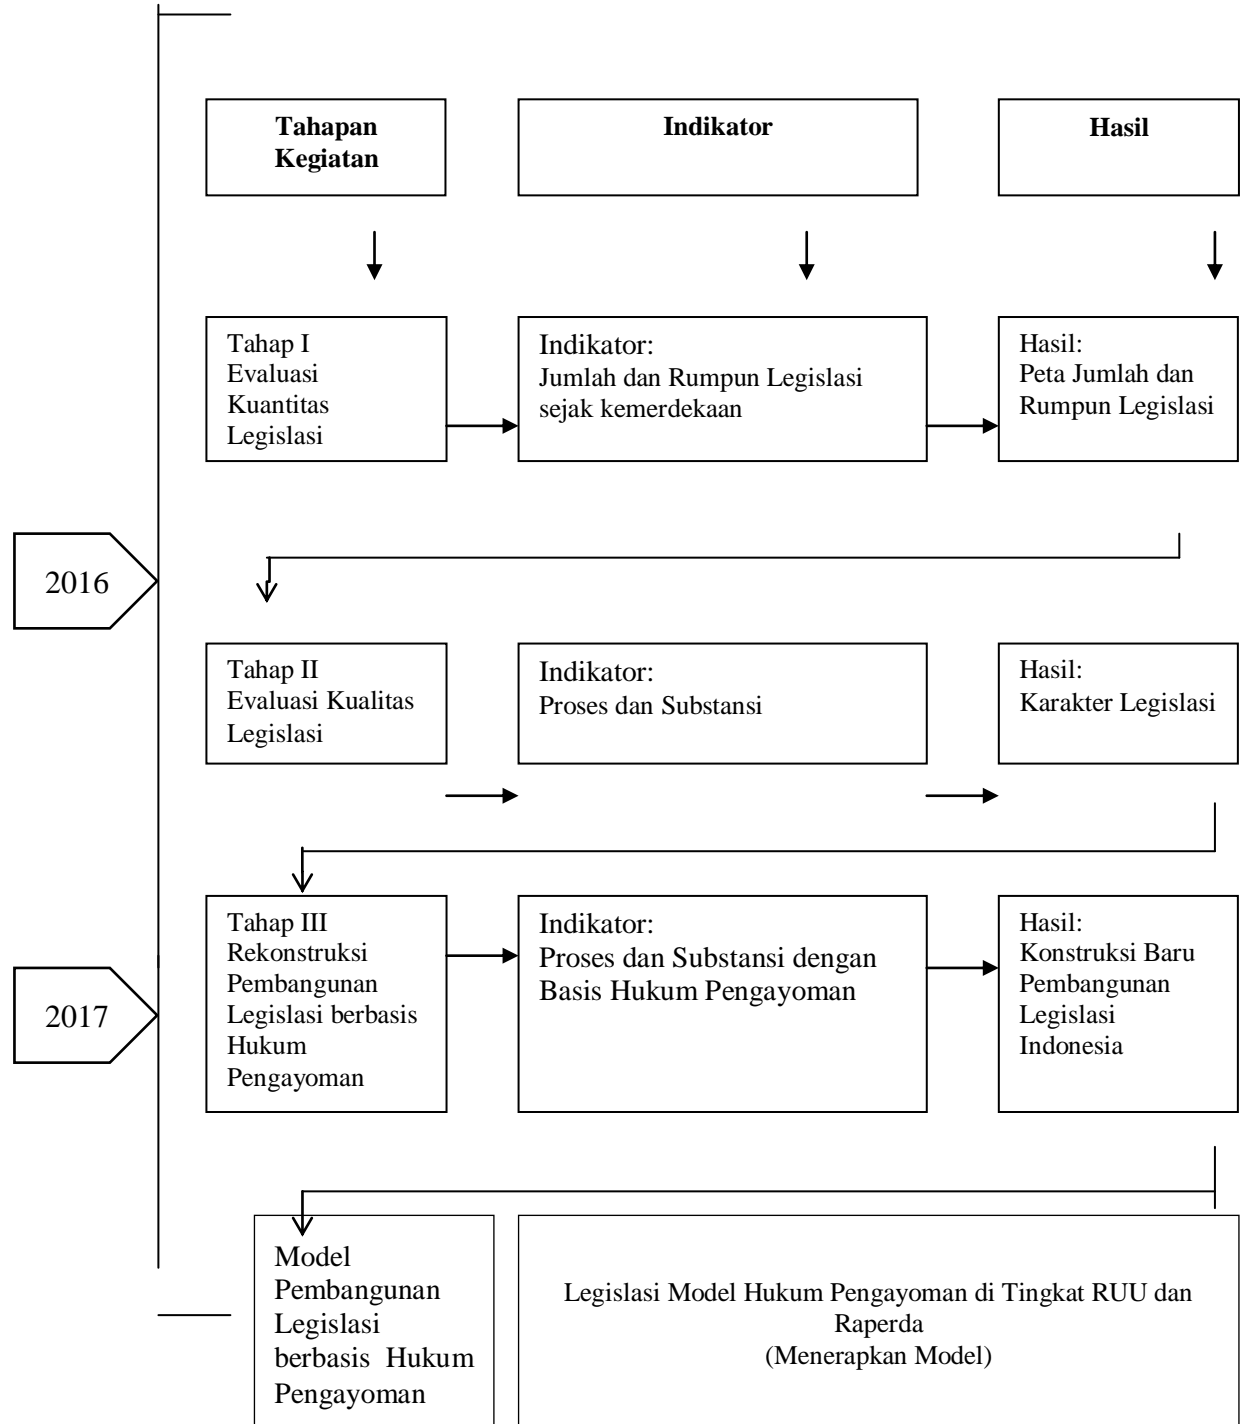 Tahapan
Kegiatan
Indikator
Hasil
Tahap I
Evaluasi
Kuantitas
Legislasi
Indikator:
Jumlah dan Rumpun Legislasi
sejak kemerdekaan
Hasil:
Peta Jumlah dan
Rumpun Legislasi
2016
Tahap II
Evaluasi Kualitas
Legislasi
Indikator:
Proses dan Substansi
Hasil:
Karakter Legislasi
Tahap III
Rekonstruksi
Pembangunan
Legislasi berbasis
Hukum
Pengayoman
Indikator:
Proses dan Substansi dengan
Basis Hukum Pengayoman
Hasil:
Konstruksi Baru
Pembangunan
Legislasi
Indonesia
2017
Model
Pembangunan
Legislasi
berbasis Hukum
Pengayoman
Legislasi Model Hukum Pengayoman di Tingkat RUU dan
Raperda
(Menerapkan Model)